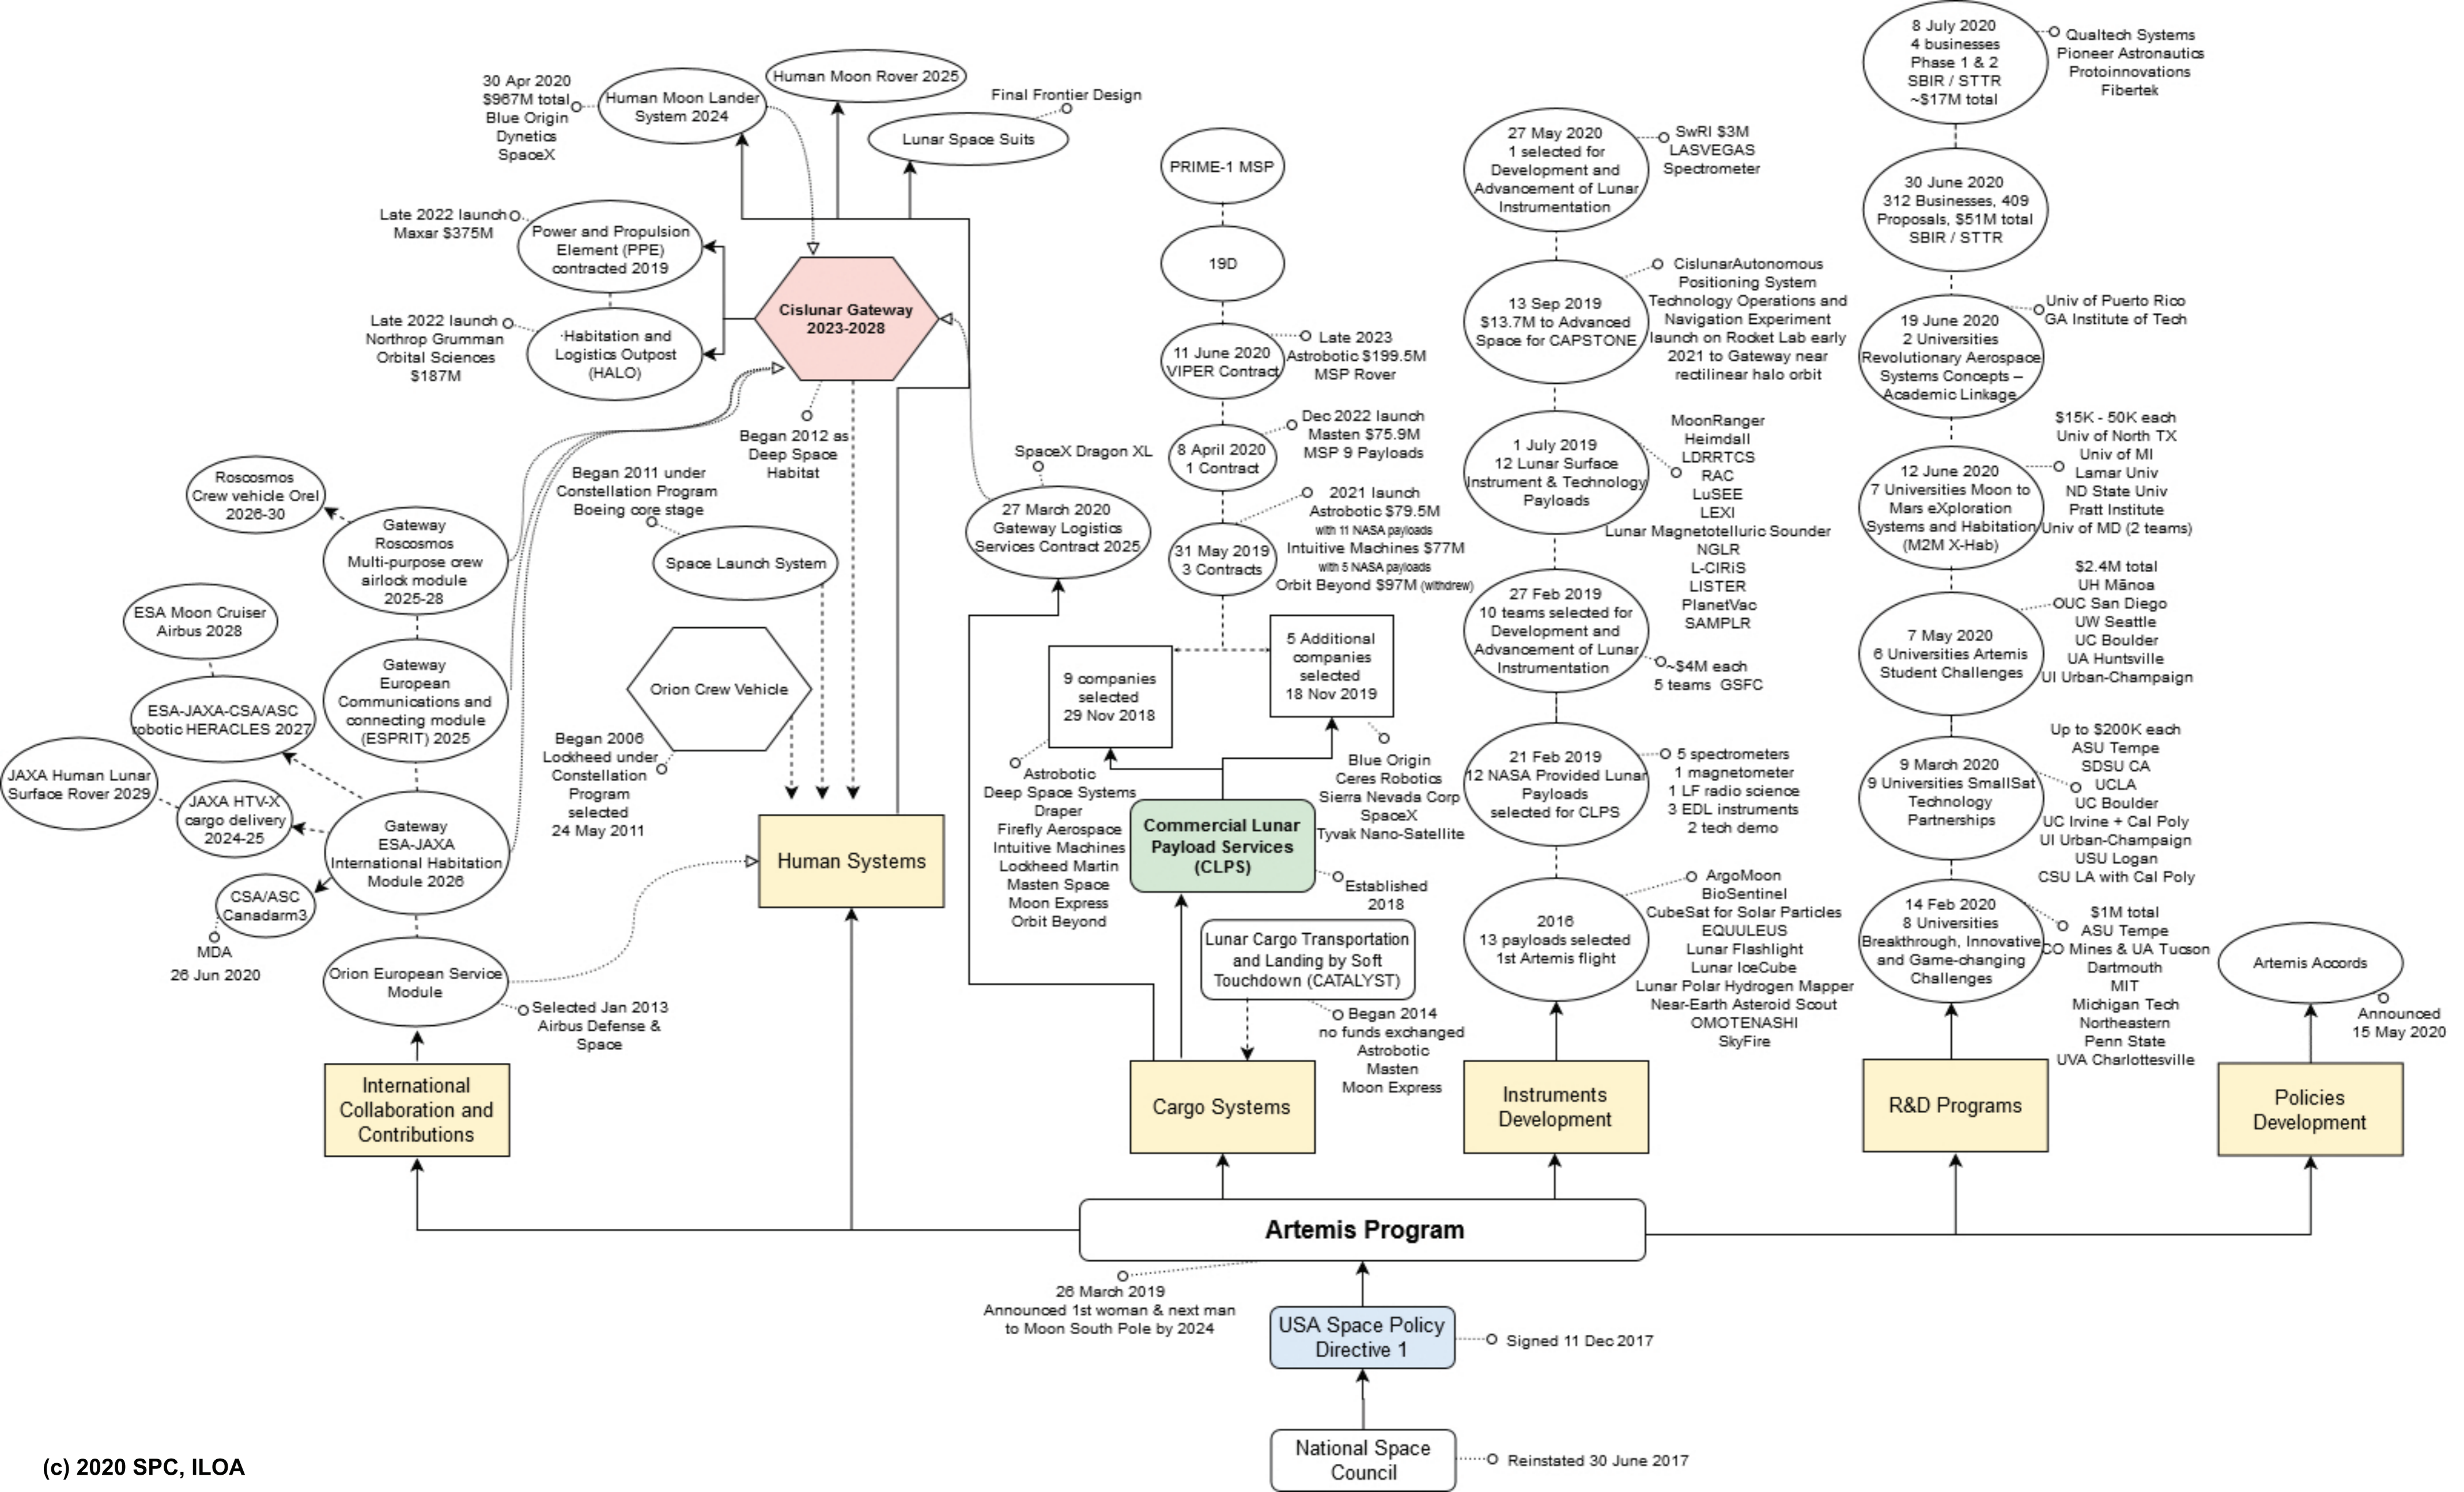 30 Apr 2020
$967M total
Blue Origin
Dynetics
SpaceX
Human Moon Lander
System 2024
Human Moon Rover 2025
Final Frontier Design
Lunar Space Suits
Late 2022 launch
Maxar $375M
Power and Propulsion
Element (PPE)
contracted 2019
Late 2022 launch
Northrop Grumman
Orbital Sciences
$187M
Habitation and
Logistics Outpost
(HALO)
Cislunar Gateway
2023-2028
Began 2012 as
Deep Space
Habitat
Began 2011 under
Constellation Program
Boeing core stage
Space Launch System
Orion Crew Vehicle
Began 2006
Lockheed under
Constellation
Program
selected
24 May 2011
Human Systems
Roscosmos
Crew vehicle Orel
2026-30
Gateway
Roscosmos
Multi-purpose crew
airlock module
2025-28
ESA Moon Cruiser
Airbus 2028
Gateway
European
Communications and
connecting module
(ESPRIT) 2025
ESA-JAXA-CSA/ASC
robotic HERACLES 2027
JAXA Human Lunar
Surface Rover 2029
JAXA HTV-X
cargo delivery
2024-25
Gateway
ESA-JAXA
International Habitation
Module 2026
CSA/ASC
Canadarm3
MDA
26 Jun 2020
Orion European Service
Module
Selected Jan 2013
Airbus Defense &
Space
International
Collaboration and
Contributions
SpaceX Dragon XL
27 March 2020
Gateway Logistics
Services Contract 2025
PRIME-1 MSP
19D
11 June 2020
VIPER Contract
Late 2023
Astrobotic $199.5M
MSP Rover
8 April 2020
1 Contract
Dec 2022 launch
Masten $75.9M
MSP 9 Payloads
31 May 2019
3 Contracts
2021 launch
Astrobotic $79.5M
with 11 NASA payloads
Intuitive Machines $77M
with 5 NASA payloads
Orbit Beyond $97M (withdrew)
9 companies
selected
29 Nov 2018
5 Additional
companies
selected
18 Nov 2019
Astrobotic
Deep Space Systems
Draper
Firefly Aerospace
Intuitive Machines
Lockheed Martin
Masten Space
Moon Express
Orbit Beyond
Blue Origin
Ceres Robotics
Sierra Nevada Corp
SpaceX
Tyvak Nano-Satellite
Commercial Lunar
Payload Services
(CLPS)
Established
2018
Lunar Cargo Transportation
and Landing by Soft
Touchdown (CATALYST)
Began 2014
no funds exchanged
Astrobotic
Masten
Moon Express
Cargo Systems
27 May 2020
1 selected for
Development and
Advancement of Lunar
Instrumentation
SwRI $3M
LASVEGAS
Spectrometer
13 Sep 2019
$13.7M to Advanced
Space for CAPSTONE
CislunarAutonomous
Positioning System
Technology Operations and
Navigation Experiment
launch on Rocket Lab early
2021 to Gateway near
rectilinear halo orbit
1 July 2019
12 Lunar Surface
Instrument & Technology
Payloads
MoonRanger
Heimdall
LDRRTCS
RAC
LuSEE
LEXI
Lunar Magnetotelluric Sounder
NGLR
L-CIRiS
LISTER
PlanetVac
SAMPLR
27 Feb 2019
10 teams selected for
Development and
Advancement of Lunar
Instrumentation
~$4M each
5 teams GSFC
21 Feb 2019
12 NASA Provided Lunar
Payloads
selected for CLPS
5 spectrometers
1 magnetometer
1 LF radio science
3 EDL instruments
2 tech demo
2016
13 payloads selected
1st Artemis flight
ArgoMoon
BioSentinel
CubeSat for Solar Particles
EQUULEUS
Lunar Flashlight
Lunar IceCube
Lunar Polar Hydrogen Mapper
Near-Earth Asteroid Scout
OMOTENASHI
SkyFire
Instruments
Development
8 July 2020
4 businesses
Phase 1 & 2
SBIR / STTR
~$17M total
Qualtech Systems
Pioneer Astronautics
Protoinnovations
Fibertek
30 June 2020
312 Businesses, 409
Proposals, $51M total
SBIR / STTR
19 June 2020
2 Universities
Revolutionary Aerospace
Systems Concepts –
Academic Linkage
Univ of Puerto Rico
GA Institute of Tech
12 June 2020
7 Universities Moon to
Mars eXploration
Systems and Habitation
(M2M X-Hab)
$15K - 50K each
Univ of North TX
Univ of MI
Lamar Univ
ND State Univ
Pratt Institute
Univ of MD (2 teams)
7 May 2020
6 Universities Artemis
Student Challenges
$2.4M total
UH Mānoa
UC San Diego
UW Seattle
UC Boulder
UA Huntsville
UI Urban-Champaign
9 March 2020
9 Universities SmallSat
Technology
Partnerships
Up to $200K each
ASU Tempe
SDSU CA
UCLA
UC Boulder
UC Irvine + Cal Poly
UI Urban-Champaign
USU Logan
CSU LA with Cal Poly
14 Feb 2020
8 Universities
Breakthrough, Innovative
and Game-changing
Challenges
$1M total
ASU Tempe
CO Mines & UA Tucson
Dartmouth
MIT
Michigan Tech
Northeastern
Penn State
UVA Charlottesville
R&D Programs
Artemis Accords
Announced
15 May 2020
Policies
Development
Artemis Program
26 March 2019
Announced 1st woman & next man
to Moon South Pole by 2024
USA Space Policy
Directive 1
Signed 11 Dec 2017
National Space
Council
Reinstated 30 June 2017
(c) 2020 SPC, ILOA